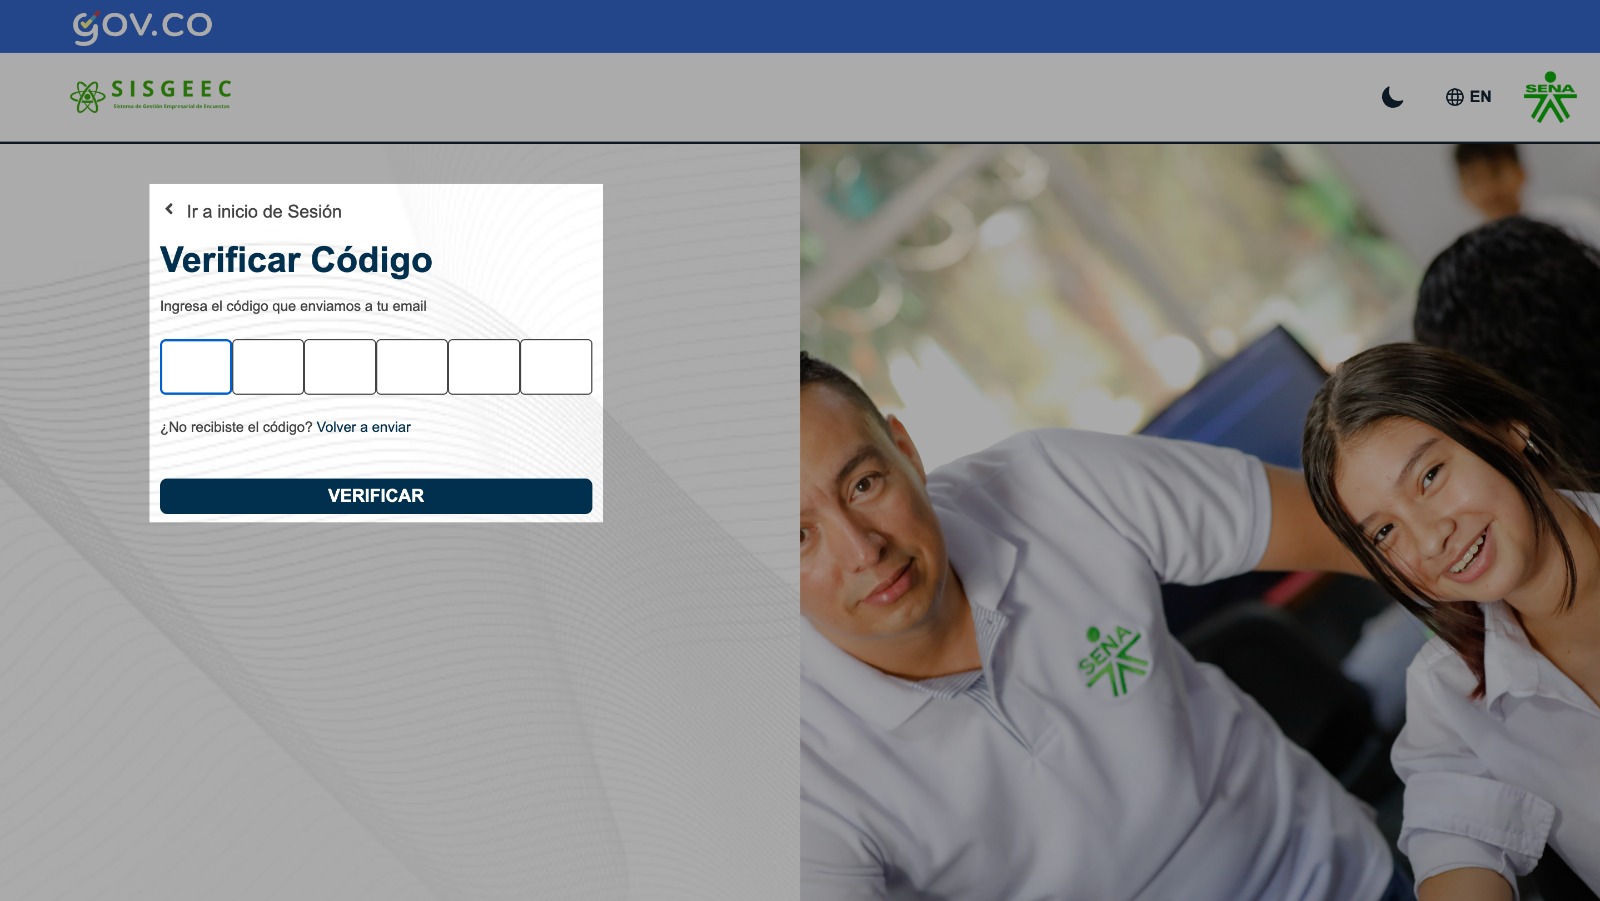 GOV.CO
SISGEEC
Sistema de Gestión Empresarial de Encuestas
EN
SENA
Ir a inicio de Sesión
Verificar Código
Ingresa el código que enviamos a tu email
¿No recibiste el código? Volver a enviar
VERIFICAR
SENA